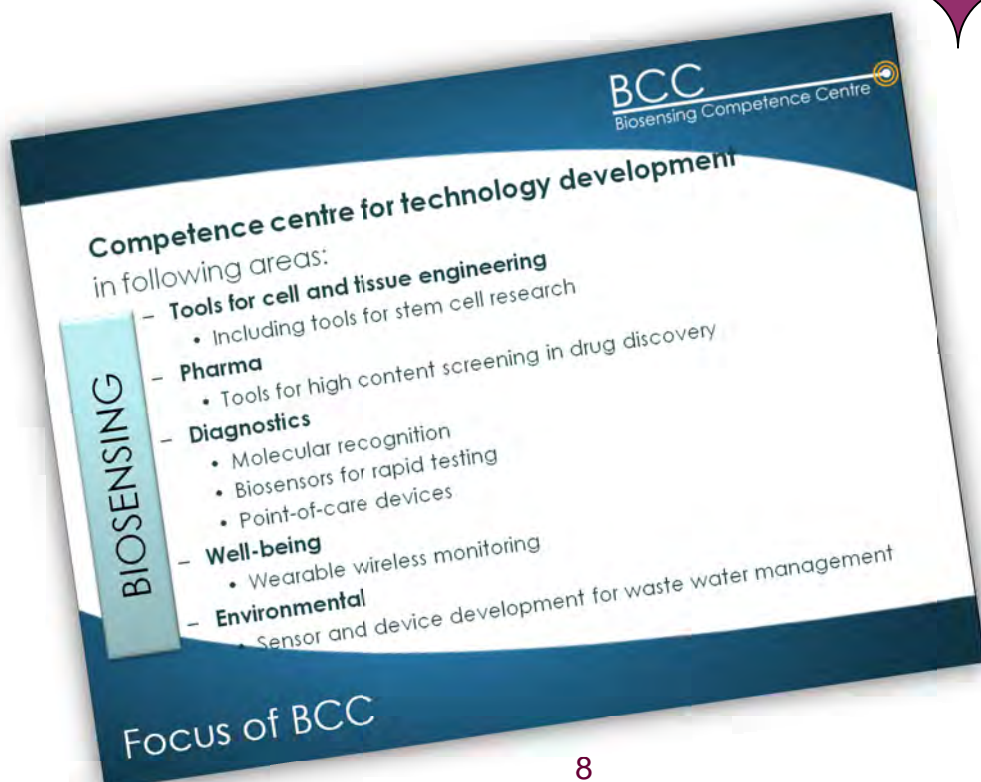 BCC
Biosensing Competence Centre
Competence centre for technology development
in following areas:
– Tools for cell and tissue engineering
• Including tools for stem cell research
– Pharma
• Tools for high content screening in drug discovery
– Diagnostics
• Molecular recognition
• Biosensors for rapid testing
• Point-of-care devices
– Well-being
• Wearable wireless monitoring
– Environmental
• Sensor and device development for waste water management
BIOSENSING
Focus of BCC
8